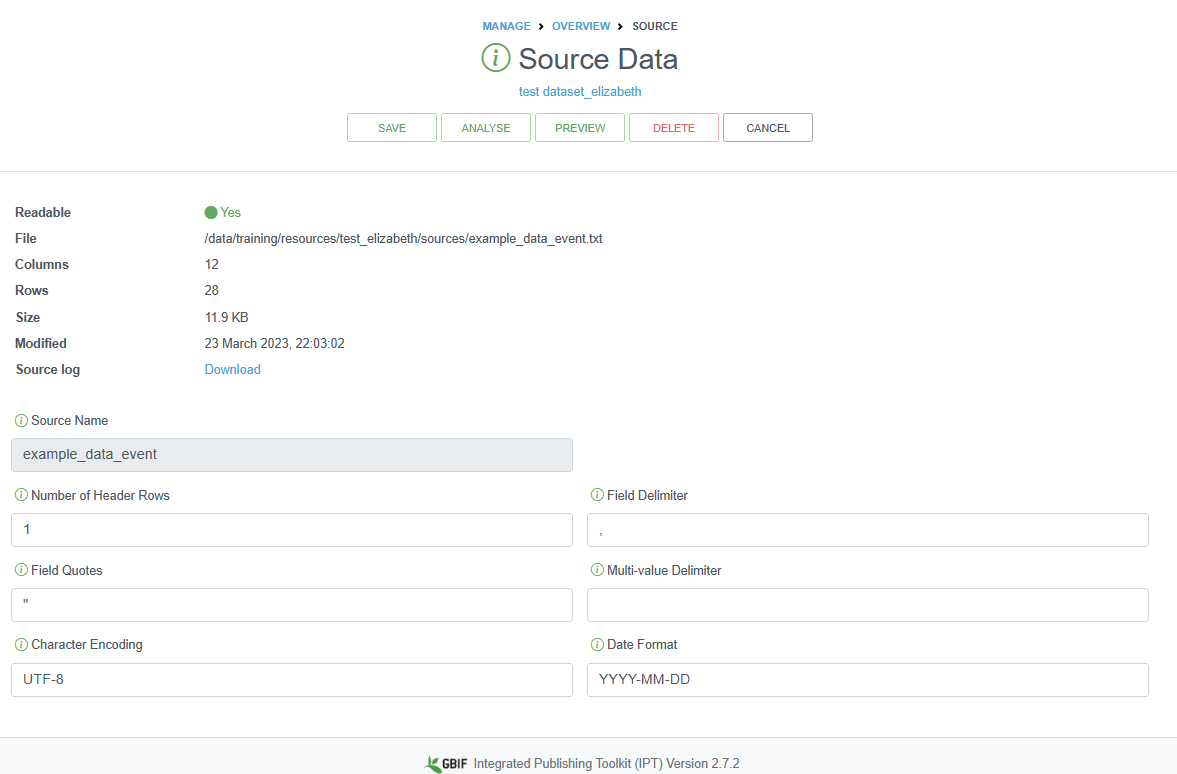 MANAGE > OVERVIEW > SOURCE
i Source Data
test dataset_elizabeth
SAVE ANALYSE PREVIEW DELETE CANCEL
Readable Yes
File /data/training/resources/test_elizabeth/sources/example_data_event.txt
Columns 12
Rows 28
Size 11.9 KB
Modified 23 March 2023, 22:03:02
Source log Download
i Source Name
example_data_event
i Number of Header Rows i Field Delimiter
1 ,
i Field Quotes i Multi-value Delimiter
"
i Character Encoding i Date Format
UTF-8 YYYY-MM-DD
GBIF Integrated Publishing Toolkit (IPT) Version 2.7.2